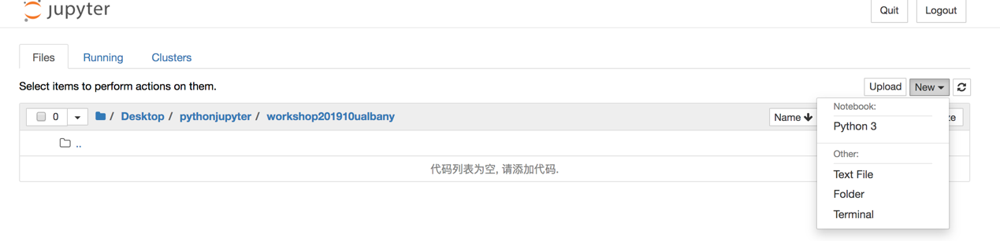 jupyter
Quit Logout
Files Running Clusters
Select items to perform actions on them.
Upload New
0 / Desktop / pythonjupyter / workshop201910ualbany Name
Notebook:
Python 3
..
代码列表为空, 请添加代码.
Other:
Text File
Folder
Terminal